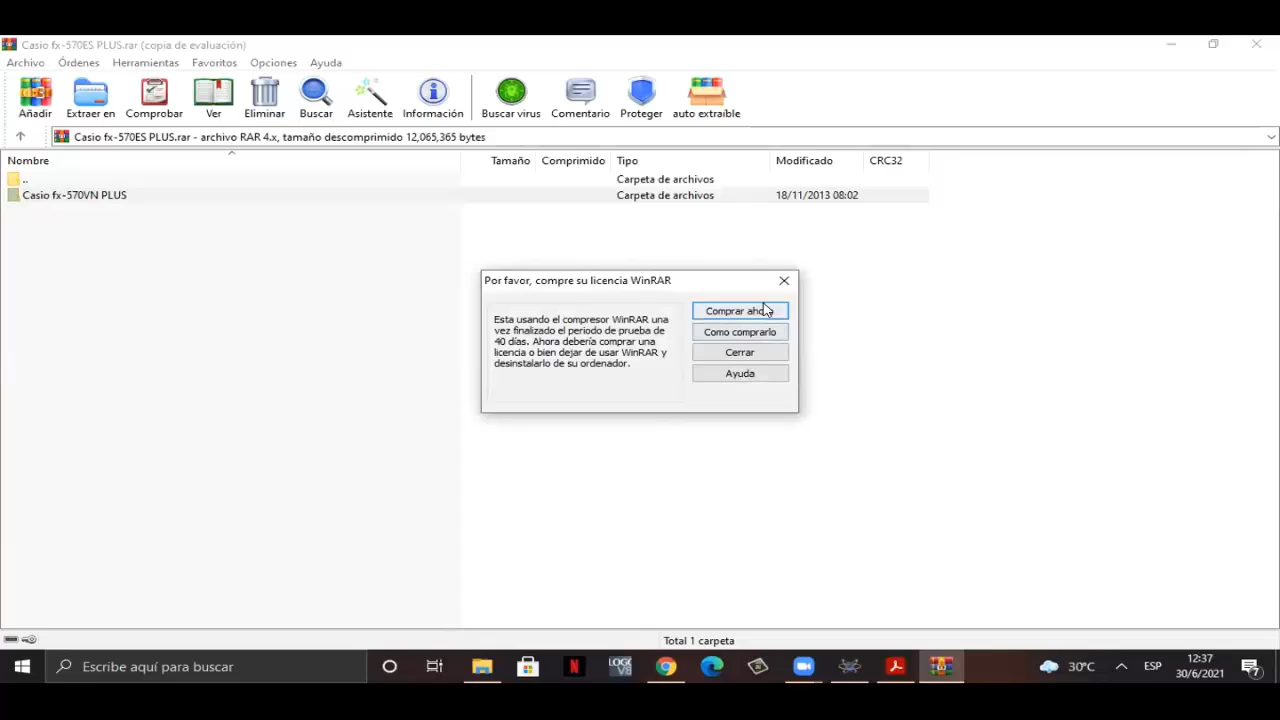 Casio fx-570ES PLUS.rar (copia de evaluación)
Archivo Órdenes Herramientas Favoritos Opciones Ayuda
Añadir Extraer en Comprobar Ver Eliminar Buscar Asistente Información Buscar virus Comentario Proteger auto extraíble
Casio fx-570ES PLUS.rar - archivo RAR 4.x, tamaño descomprimido 12,065,365 bytes
Nombre Tamaño Comprimido Tipo Modificado CRC32
.. Carpeta de archivos
Casio fx-570VN PLUS Carpeta de archivos 18/11/2013 08:02
Por favor, compre su licencia WinRAR
Esta usando el compresor WinRAR una
vez finalizado el periodo de prueba de
40 días. Ahora debería comprar una
licencia o bien dejar de usar WinRAR y
desinstalarlo de su ordenador.
Comprar
Como comprarlo
Cerrar
Ayuda
Total 1 carpeta
Escribe aquí para buscar
30°C ESP 12:37
30/6/2021
7